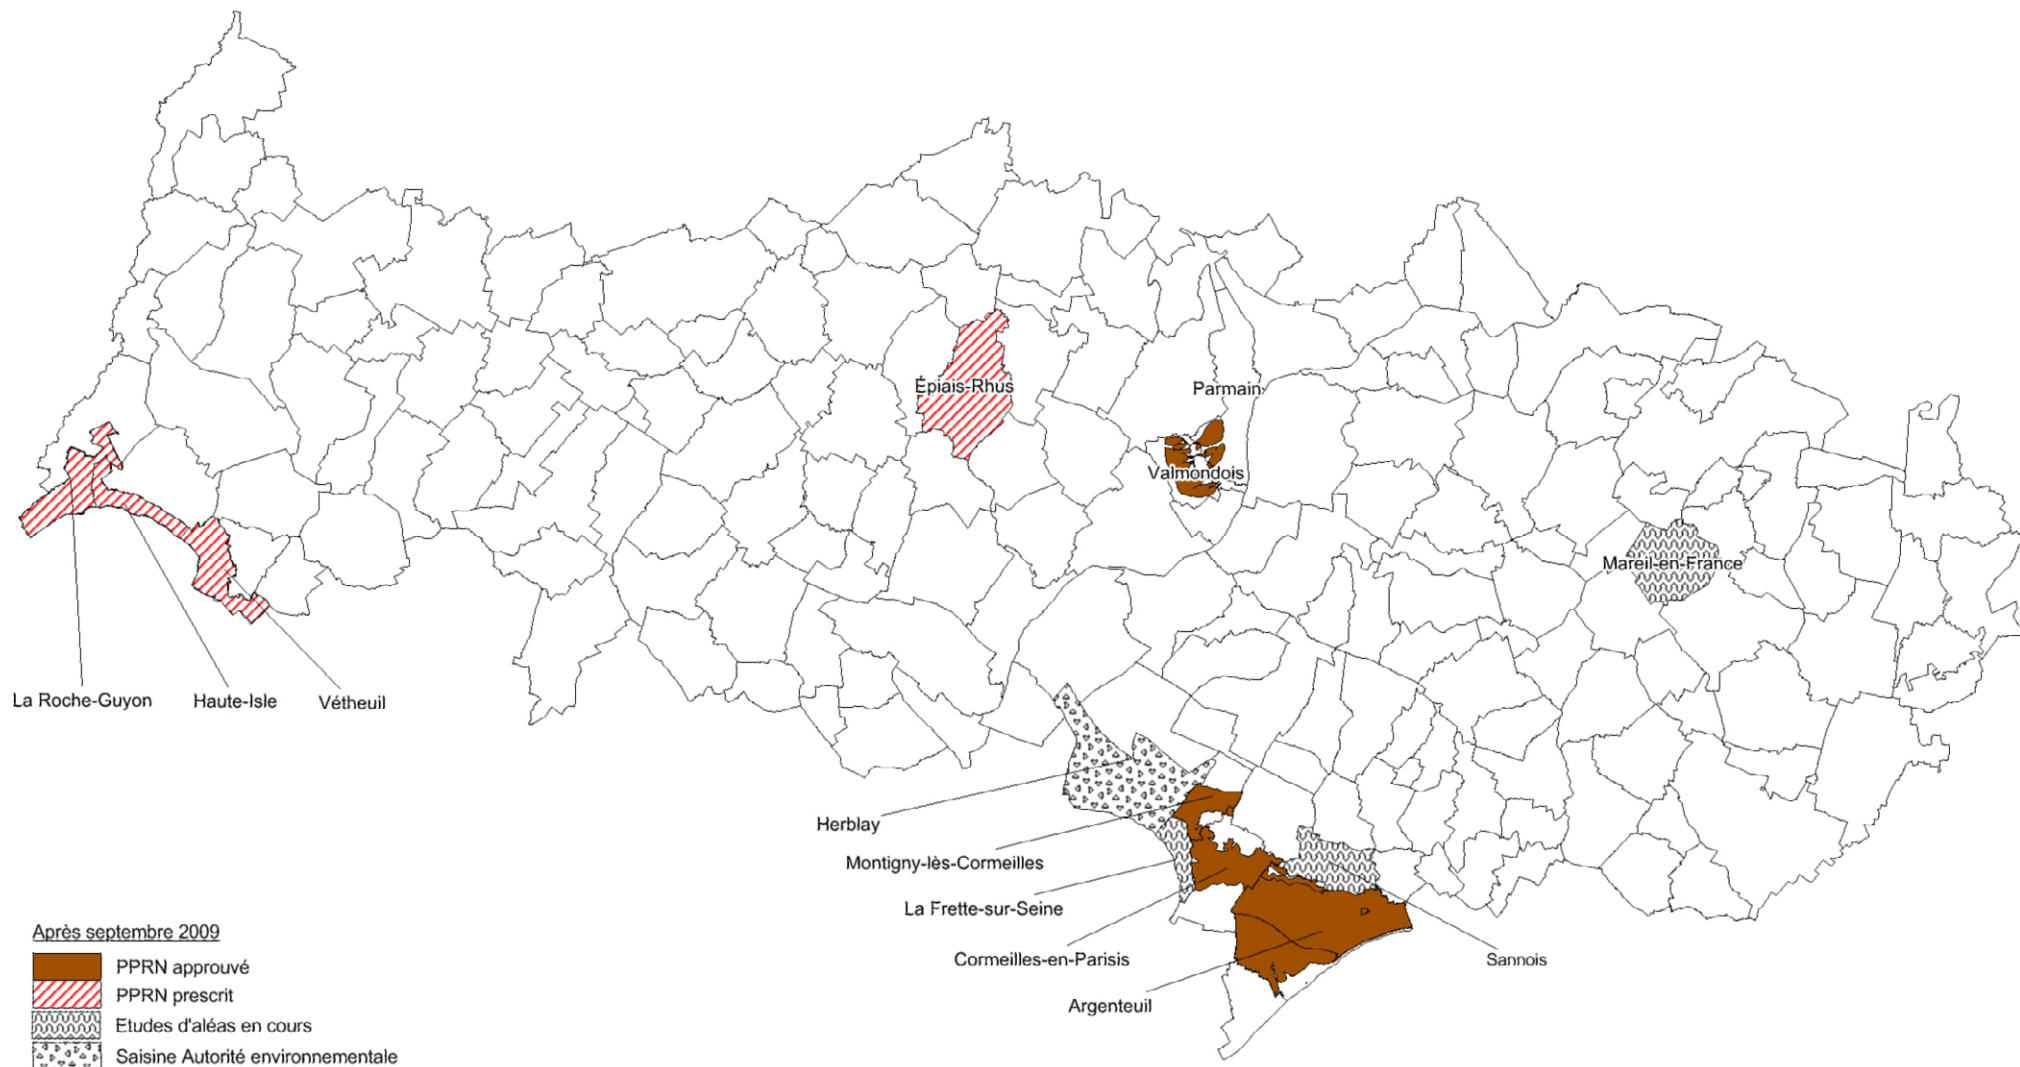 Épiais-Rhus
Parmain
Valmondois
Mareil-en-France
La Roche-Guyon
Haute-Isle
Vétheuil
Herblay
Montigny-lès-Cormeilles
La Frette-sur-Seine
Cormeilles-en-Parisis
Sannois
Argenteuil
Après septembre 2009
PPRN approuvé
PPRN prescrit
Etudes d'aléas en cours
Saisine Autorité environnementale